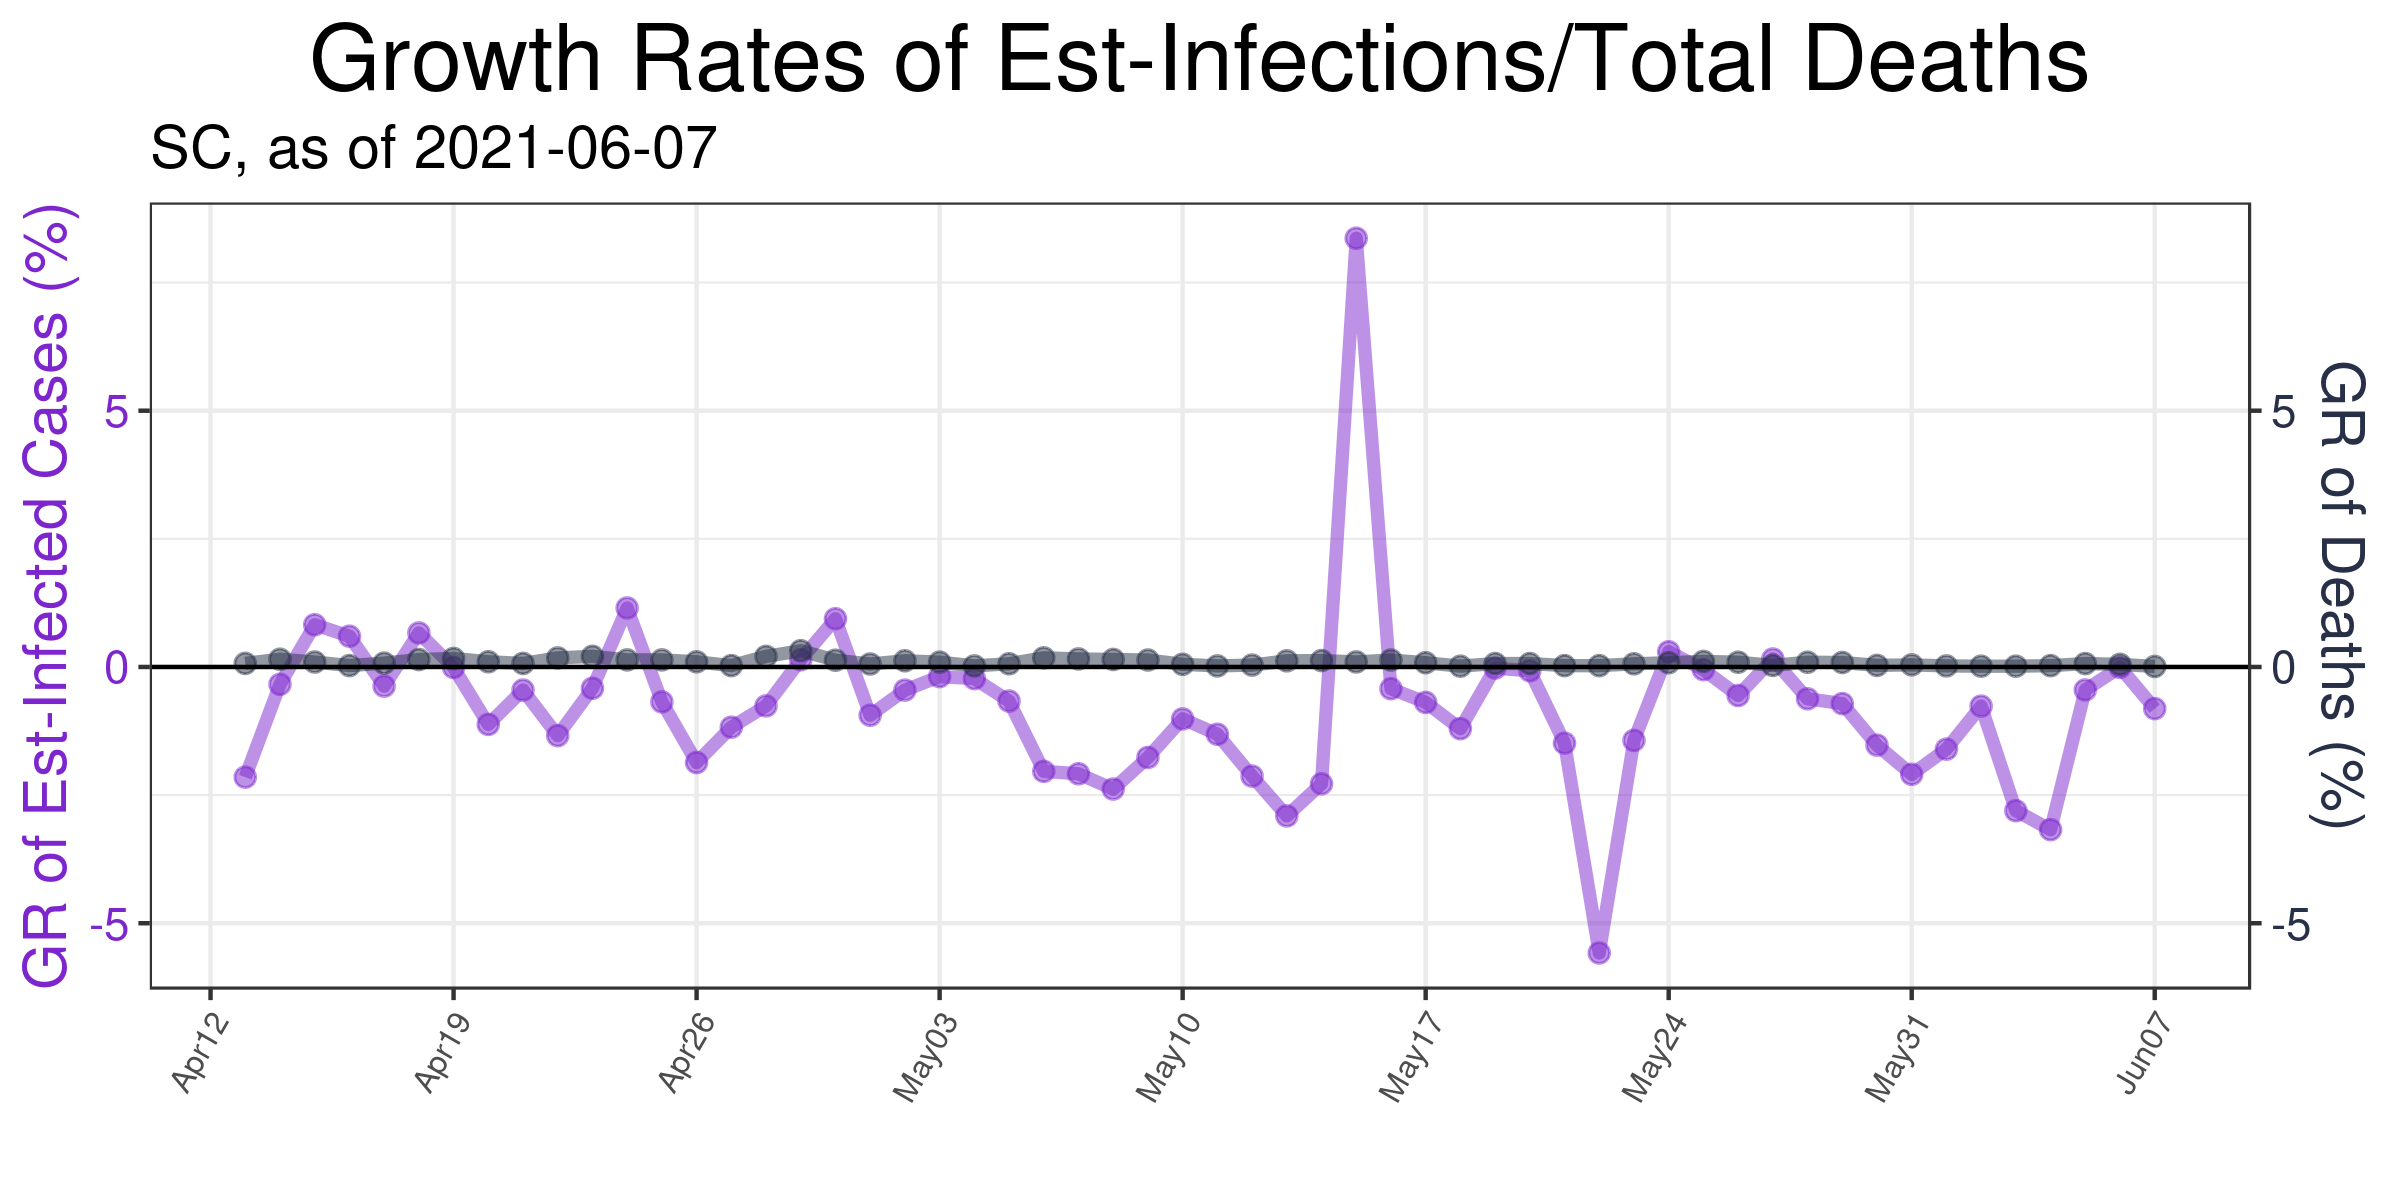 Growth Rates of Est-Infections/Total Deaths
SC, as of 2021-06-07
GR of Est-Infected Cases (%)
5
0
-5
5
0
-5
GR of Deaths (%)
Apr12
Apr19
Apr26
May03
May10
May17
May24
May31
Jun07